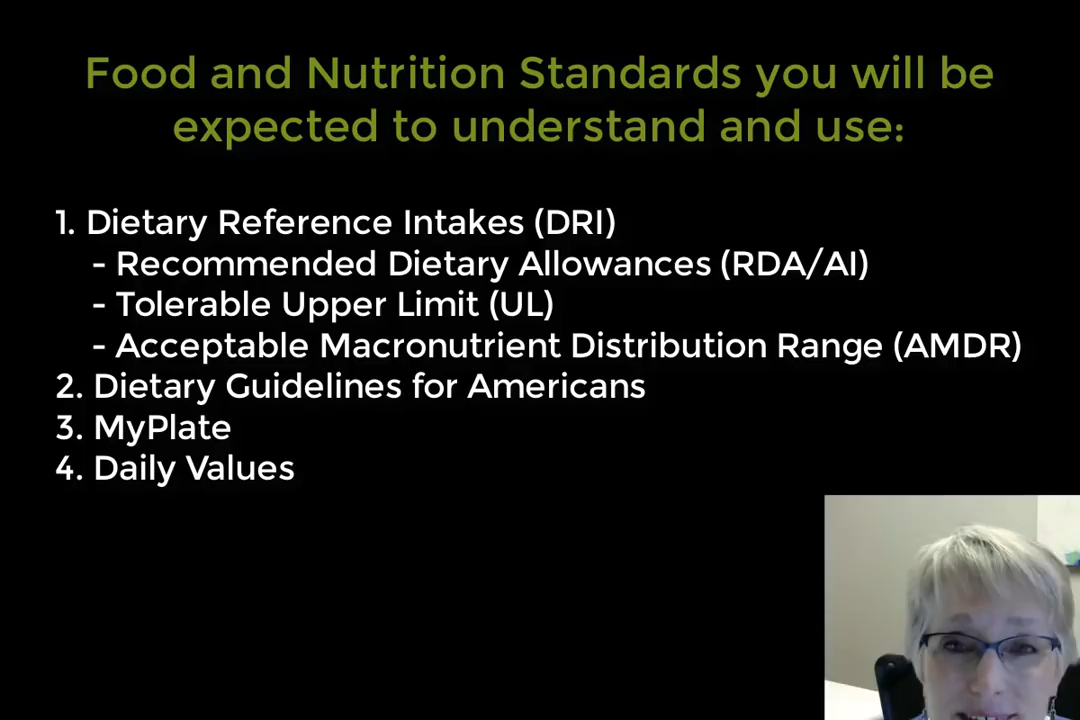 Food and Nutrition Standards you will be
expected to understand and use:
1. Dietary Reference Intakes (DRI)
- Recommended Dietary Allowances (RDA/AI)
- Tolerable Upper Limit (UL)
- Acceptable Macronutrient Distribution Range (AMDR)
2. Dietary Guidelines for Americans
3. MyPlate
4. Daily Values